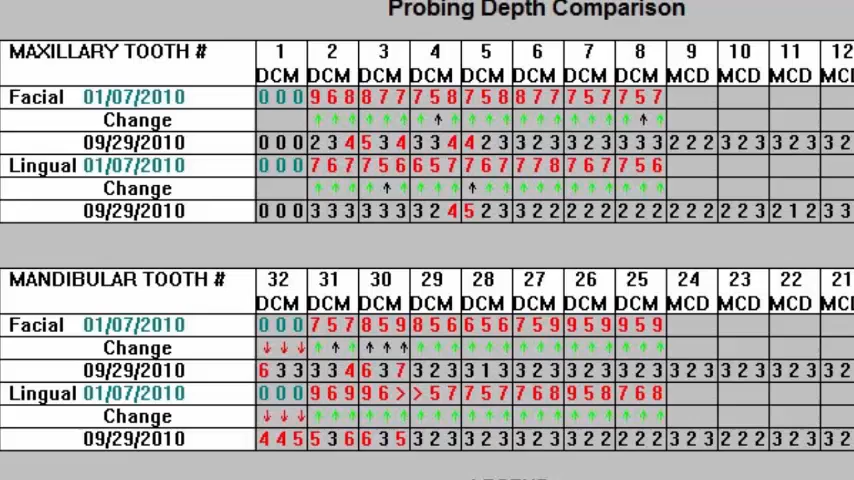 Probing Depth Comparison
MAXILLARY TOOTH # 1 2 3 4 5 6 7 8 9 10 11 12
DCM DCM DCM DCM DCM DCM DCM DCM MCD MCD MCD
Facial 01/07/2010 0 0 0 9 6 8 8 7 7 7 5 8 7 5 8 8 7 7 7 5 7 7 5 7
Change ↑ ↑ ↑ ↑ ↑ ↑ ↑ ↑ ↑ ↑ ↑ ↑ ↑ ↑ ↑ ↑ ↑ ↑ ↑ ↑ ↑
09/29/2010 0 0 0 2 3 4 5 3 4 3 3 4 4 2 3 3 2 3 3 2 3 3 3 3 2 2 2 3 2 3 3 2 3 3 2
Lingual 01/07/2010 0 0 0 7 6 7 7 5 6 6 5 7 7 6 7 7 7 8 7 6 7 7 5 6
Change ↑ ↑ ↑ ↑ ↑ ↑ ↑ ↑ ↑ ↑ ↑ ↑ ↑ ↑ ↑ ↑ ↑ ↑ ↑ ↑ ↑
09/29/2010 0 0 0 3 3 3 3 3 3 3 2 4 5 2 3 3 2 2 2 2 2 2 2 2 2 2 2 2 2 3 2 1 2 3 3
MANDIBULAR TOOTH # 32 31 30 29 28 27 26 25 24 23 22 21
DCM DCM DCM DCM DCM DCM DCM DCM MCD MCD MCD
Facial 01/07/2010 0 0 0 7 5 7 8 5 9 8 5 6 6 5 6 7 5 9 9 5 9 9 5 9
Change ↓ ↓ ↓ ↑ ↑ ↑ ↑ ↑ ↑ ↑ ↑ ↑ ↑ ↑ ↑ ↑ ↑ ↑ ↑ ↑ ↑ ↑ ↑ ↑
09/29/2010 6 3 3 3 3 4 6 3 7 3 2 3 3 1 3 3 2 3 3 2 3 3 2 3 3 2 3 3 2 3 2 2 3 3 2
Lingual 01/07/2010 0 0 0 9 6 9 9 6 > > 5 7 7 5 7 7 6 8 9 5 8 7 6 8
Change ↓ ↓ ↓ ↑ ↑ ↑ ↑ ↑ ↑ ↑ ↑ ↑ ↑ ↑ ↑ ↑ ↑ ↑ ↑ ↑ ↑ ↑ ↑ ↑
09/29/2010 4 4 5 5 3 6 6 3 5 3 2 3 3 2 3 3 2 3 3 2 2 2 2 2 3 2 3 2 2 2 3 2 3 3 2